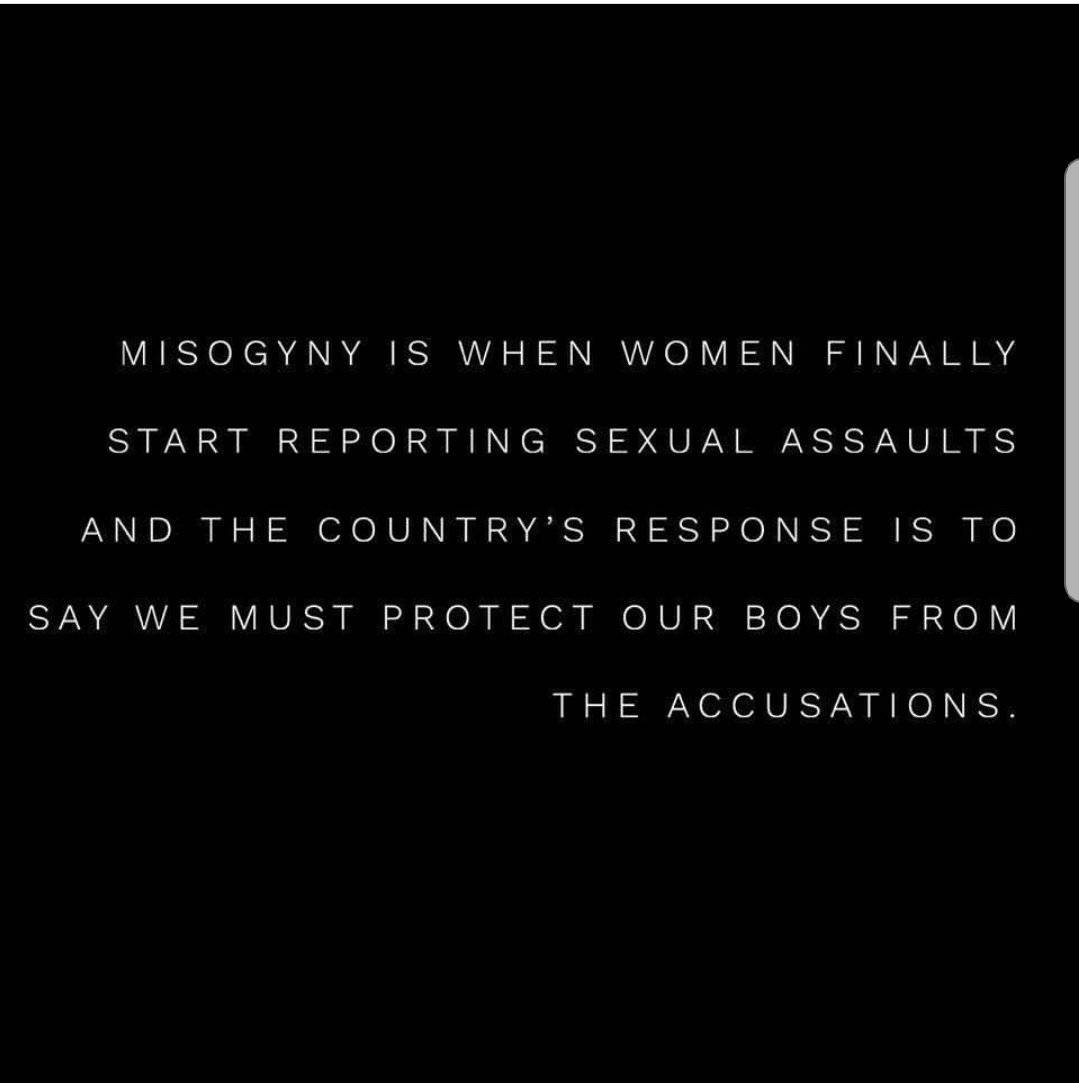 MISOGYNY IS WHEN WOMEN FINALLY
START REPORTING SEXUAL ASSAULTS
AND THE COUNTRY’S RESPONSE IS TO
SAY WE MUST PROTECT OUR BOYS FROM
THE ACCUSATIONS.